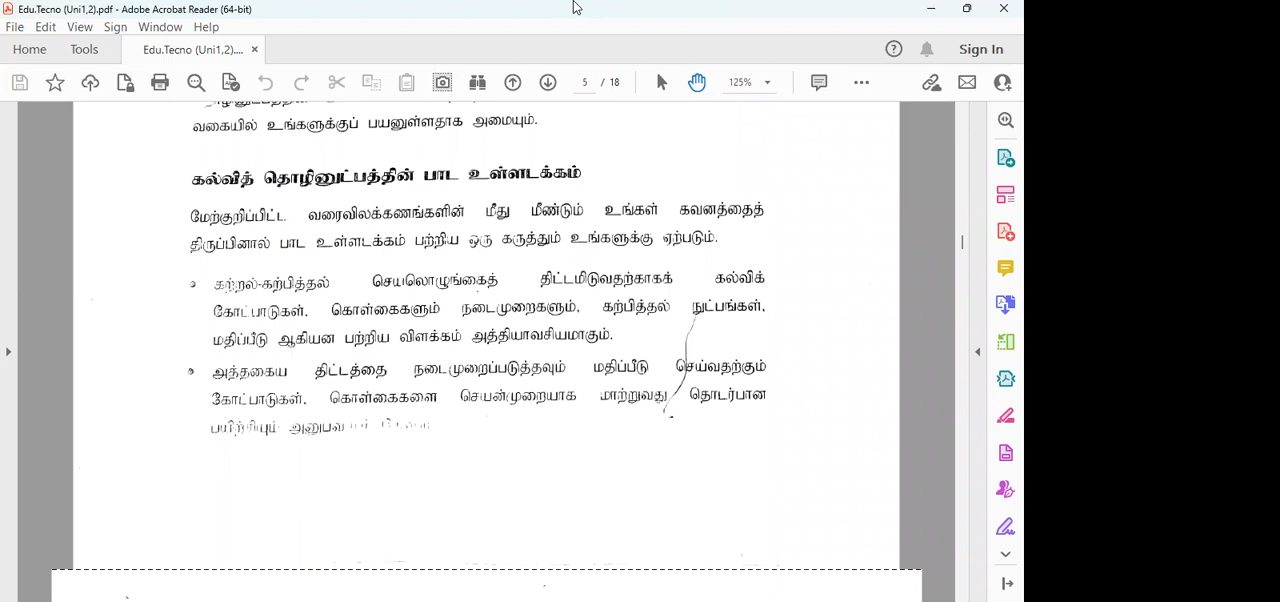 Edu.Tecno (Uni1,2).pdf - Adobe Acrobat Reader (64-bit)
File Edit View Sign Window Help
Home Tools Edu.Tecno (Uni1,2).... × Sign In
5 / 18 125%
வகையில் உங்களுக்குப் பயனுள்ளதாக அமையும்.
கல்வித் தொழினுட்பத்தின் பாட உள்ளடக்கம்
மேற்குறிப்பிட்ட வரைவிலக்கணங்களின் மீது மீண்டும் உங்கள் கவனத்தைத்
திருப்பினால் பாட உள்ளடக்கம் பற்றிய ஒரு கருத்தும் உங்களுக்கு ஏற்படும்.
கற்றல்-கற்பித்தல் செயலொழுங்கைத் திட்டமிடுவதற்காகக் கல்விக்
கோட்பாடுகள், கொள்கைகளும் நடைமுறைகளும், கற்பித்தல் நுட்பங்கள்,
மதிப்பீடு ஆகியன பற்றிய விளக்கம் அத்தியாவசியமாகும்.
அத்தகைய திட்டத்தை நடைமுறைப்படுத்தவும் மதிப்பீடு செய்வதற்கும்
கோட்பாடுகள், கொள்கைகளை செயன்முறையாக மாற்றுவது தொடர்பான
பயிற்சியும்